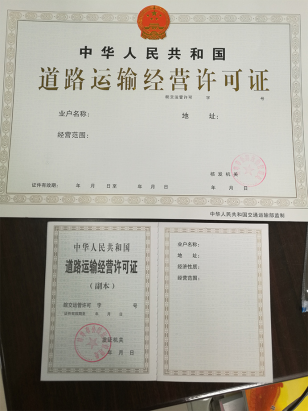 中华人民共和国
道路运输经营许可证
字 号
业户名称: 地 址:
经营范围:
核发机关
证件有效期: 年 月 日至 年 月 日 年 月 日
中华人民共和国交通运输部监制
中华人民共和国
道路运输经营许可证
(副本)
字 号
年 月 日
业户名称:
地 址:
经济性质:
经营范围: